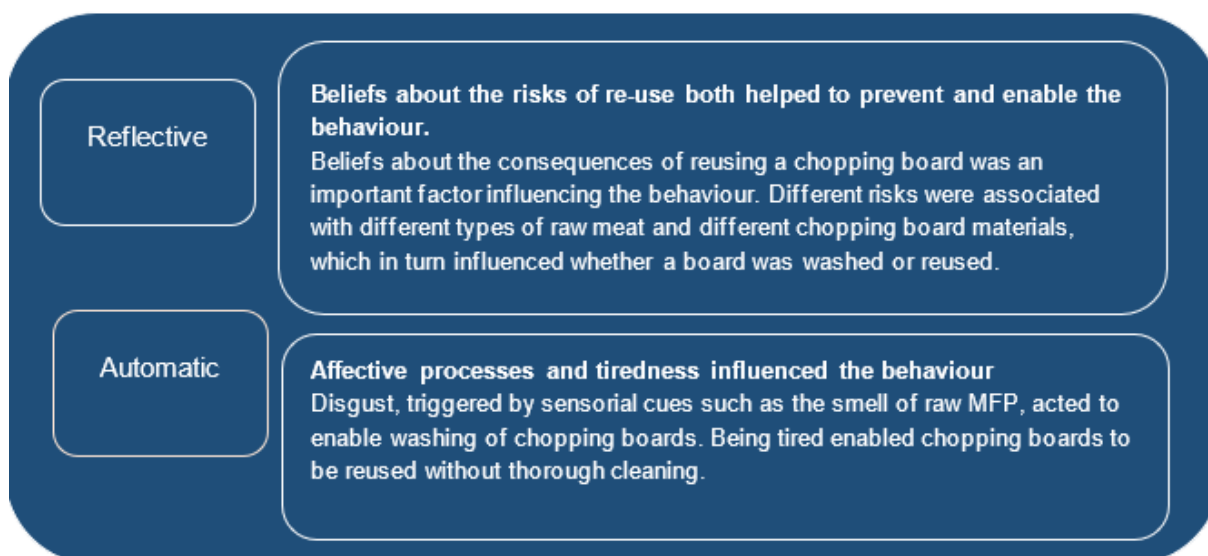 Reflective
Beliefs about the risks of re-use both helped to prevent and enable the
behaviour.
Beliefs about the consequences of reusing a chopping board was an
important factor influencing the behaviour. Different risks were associated
with different types of raw meat and different chopping board materials,
which in turn influenced whether a board was washed or reused.
Automatic
Affective processes and tiredness influenced the behaviour
Disgust, triggered by sensorial cues such as the smell of raw MFP, acted to
enable washing of chopping boards. Being tired enabled chopping boards to
be reused without thorough cleaning.